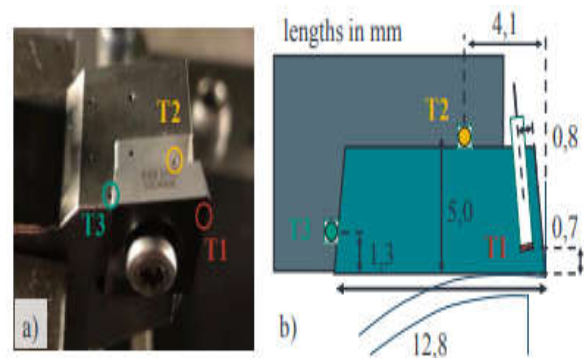 T2
T3
T1
a)
lengths in mm
4,1
T2
0,8
T3
5,0
0,7
T1
1,3
b)
12,8